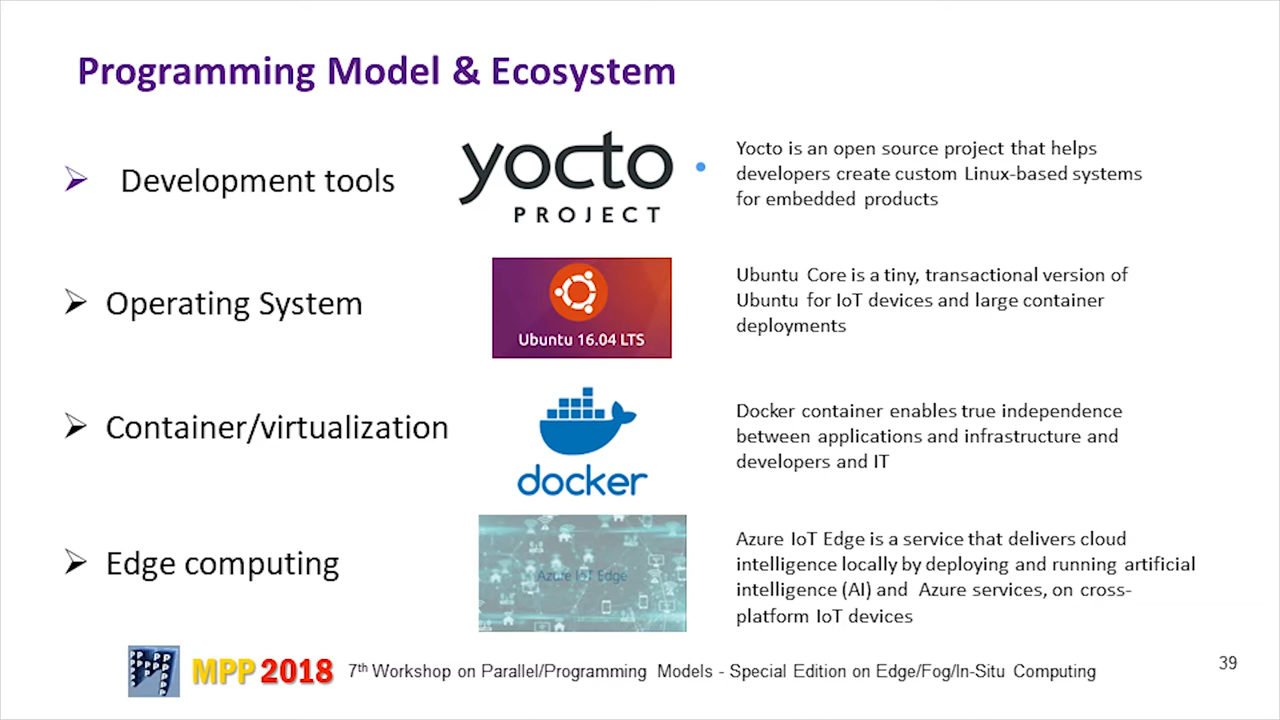 Programming Model & Ecosystem
Development tools
yocto
PROJECT
Yocto is an open source project that helps
developers create custom Linux-based systems
for embedded products
Operating System
Ubuntu 16.04 LTS
Ubuntu Core is a tiny, transactional version of
Ubuntu for IoT devices and large container
deployments
Container/virtualization
docker
Docker container enables true independence
between applications and infrastructure and
developers and IT
Edge computing
Azure IoT Edge
Azure IoT Edge is a service that delivers cloud
intelligence locally by deploying and running artificial
intelligence (AI) and Azure services, on cross-
platform IoT devices
MPP 2018
7th Workshop on Parallel/Programming Models - Special Edition on Edge/Fog/In-Situ Computing
39